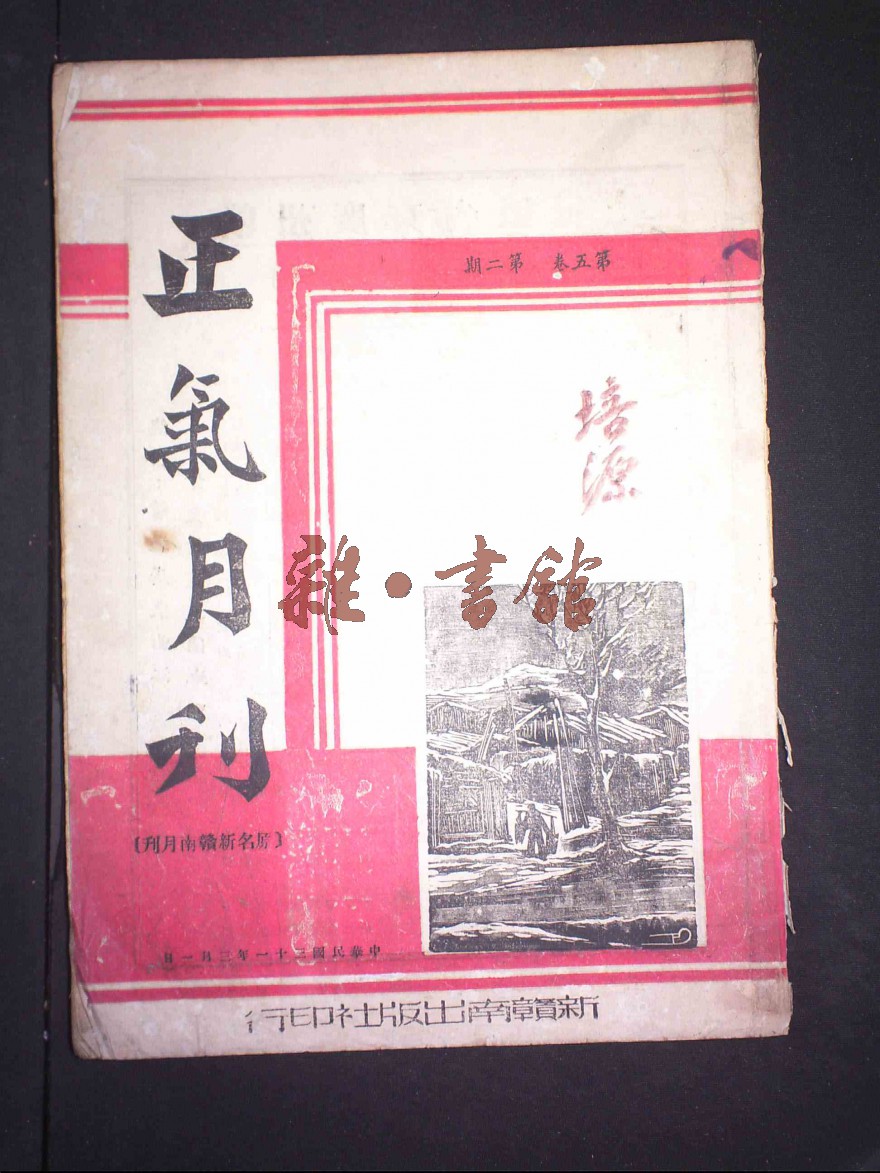 正氣月刊
第五卷 第二期
培源
雜·書館
〔原名新贛南月刊〕
中華民國三十一年三月一日
新贛南出版社印行